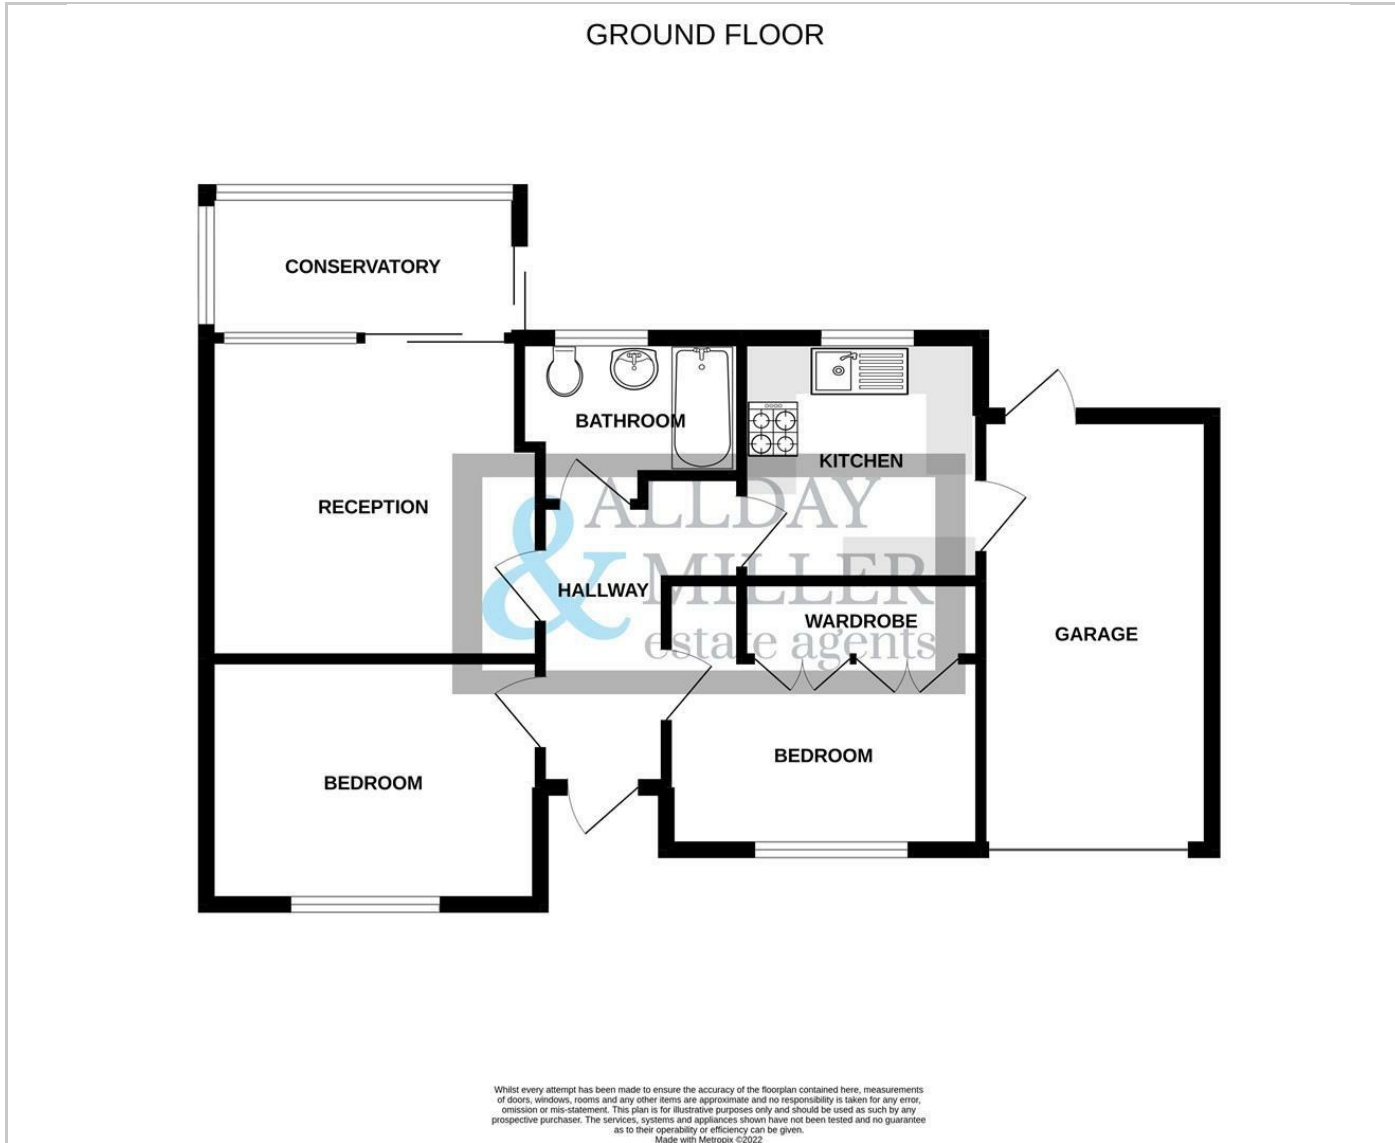 GROUND FLOOR
CONSERVATORY
BATHROOM
KITCHEN
RECEPTION
ALLDAY
& MILLER
estate agents
HALLWAY
WARDROBE
GARAGE
BEDROOM
BEDROOM
Whilst every attempt has been made to ensure the accuracy of the floorplan contained here, measurements
of doors, windows, rooms and any other items are approximate and no responsibility is taken for any error,
omission or mis-statement. This plan is for illustrative purposes only and should be used as such by any
prospective purchaser. The services, systems and appliances shown have not been tested and no guarantee
as to their operability or efficiency can be given.
Made with Metropix ©2022